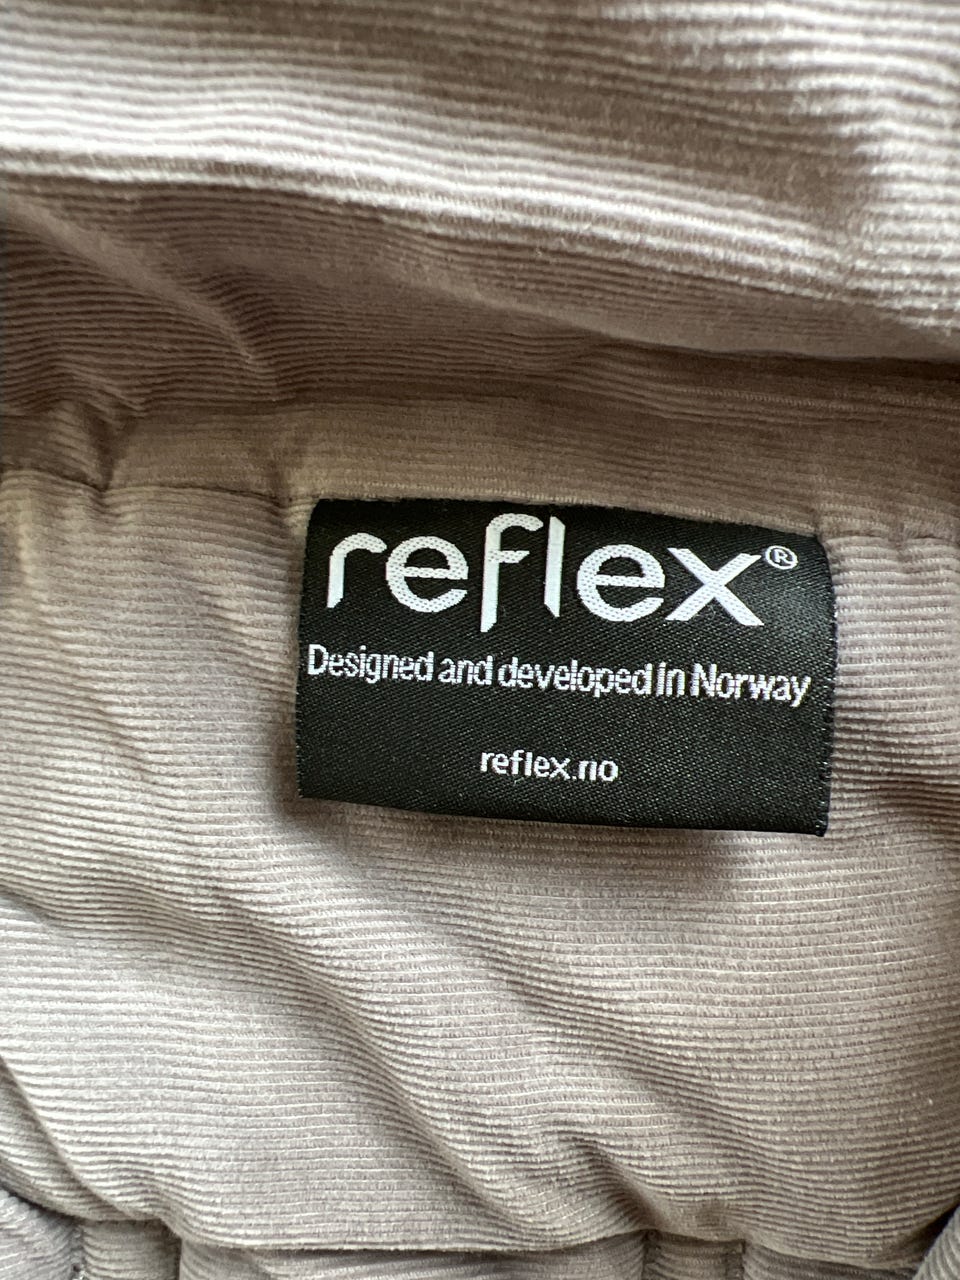 reflex®
Designed and developed in Norway
reflex.no